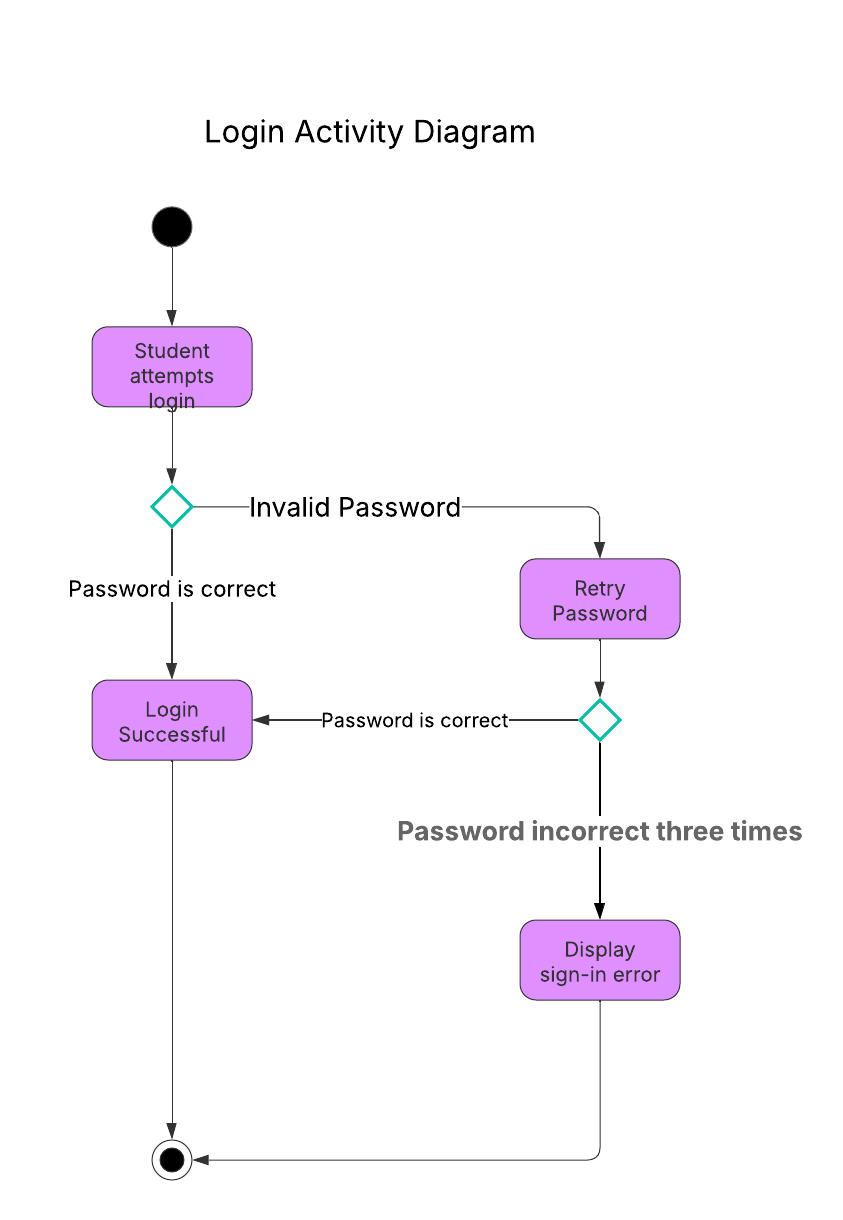 Login Activity Diagram
Student
attempts
login
Invalid Password
Password is correct
Retry
Password
Login
Successful
Password is correct
Password incorrect three times
Display
sign-in error